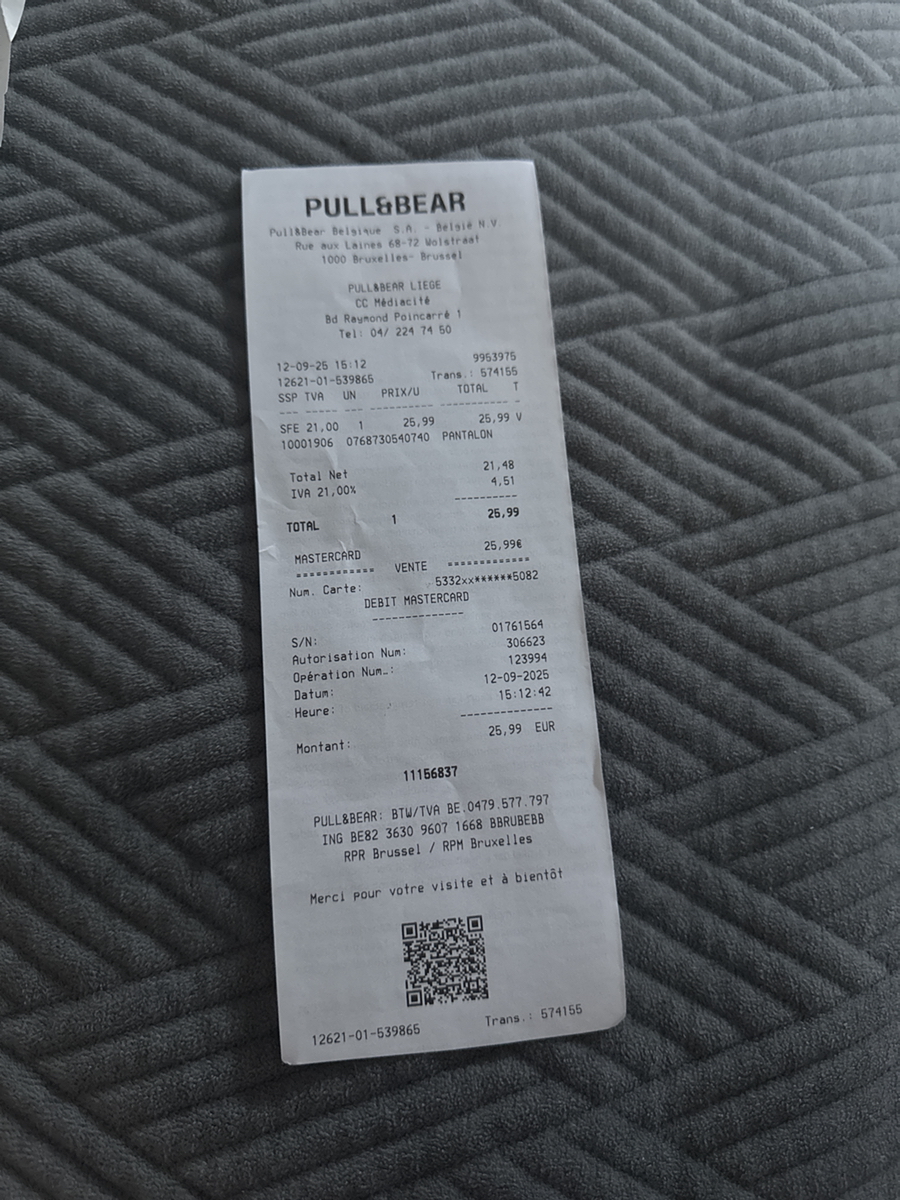 PULL&BEAR
Pull&Bear Belgique S.A. - België N.V
Rue aux Laines 68-72 Wolstraat
1000 Bruxelles- Brussel
PULL&BEAR LIEGE
CC Médiacité
Bd Raymond Poincarré 1
Tel: 04/ 224 74 50
12-09-25 15:12 9953975
12621-01-539865 Trans.: 574155
SSP TVA UN PRIX/U TOTAL T
--- ----- --- ---------- ----------- -
SFE 21,00 1 25,99 25,99 V
10001906 0768730540740 PANTALON
Total Net 21,48
IVA 21,00% 4,51
----------
TOTAL 1 25,99
MASTERCARD 25,99€
============ VENTE ============
Num. Carte: 5332xx******5082
DEBIT MASTERCARD
--------------
S/N: 01761564
Autorisation Num: 306623
Opération Num..: 123994
Datum: 12-09-2025
Heure: 15:12:42
--------------
Montant: 25,99 EUR
11156837
PULL&BEAR: BTW/TVA BE.0479.577.797
ING BE82 3630 9607 1668 BBRUBEBB
RPR Brussel / RPM Bruxelles
Merci pour votre visite et à bientôt
12621-01-539865 Trans.: 574155